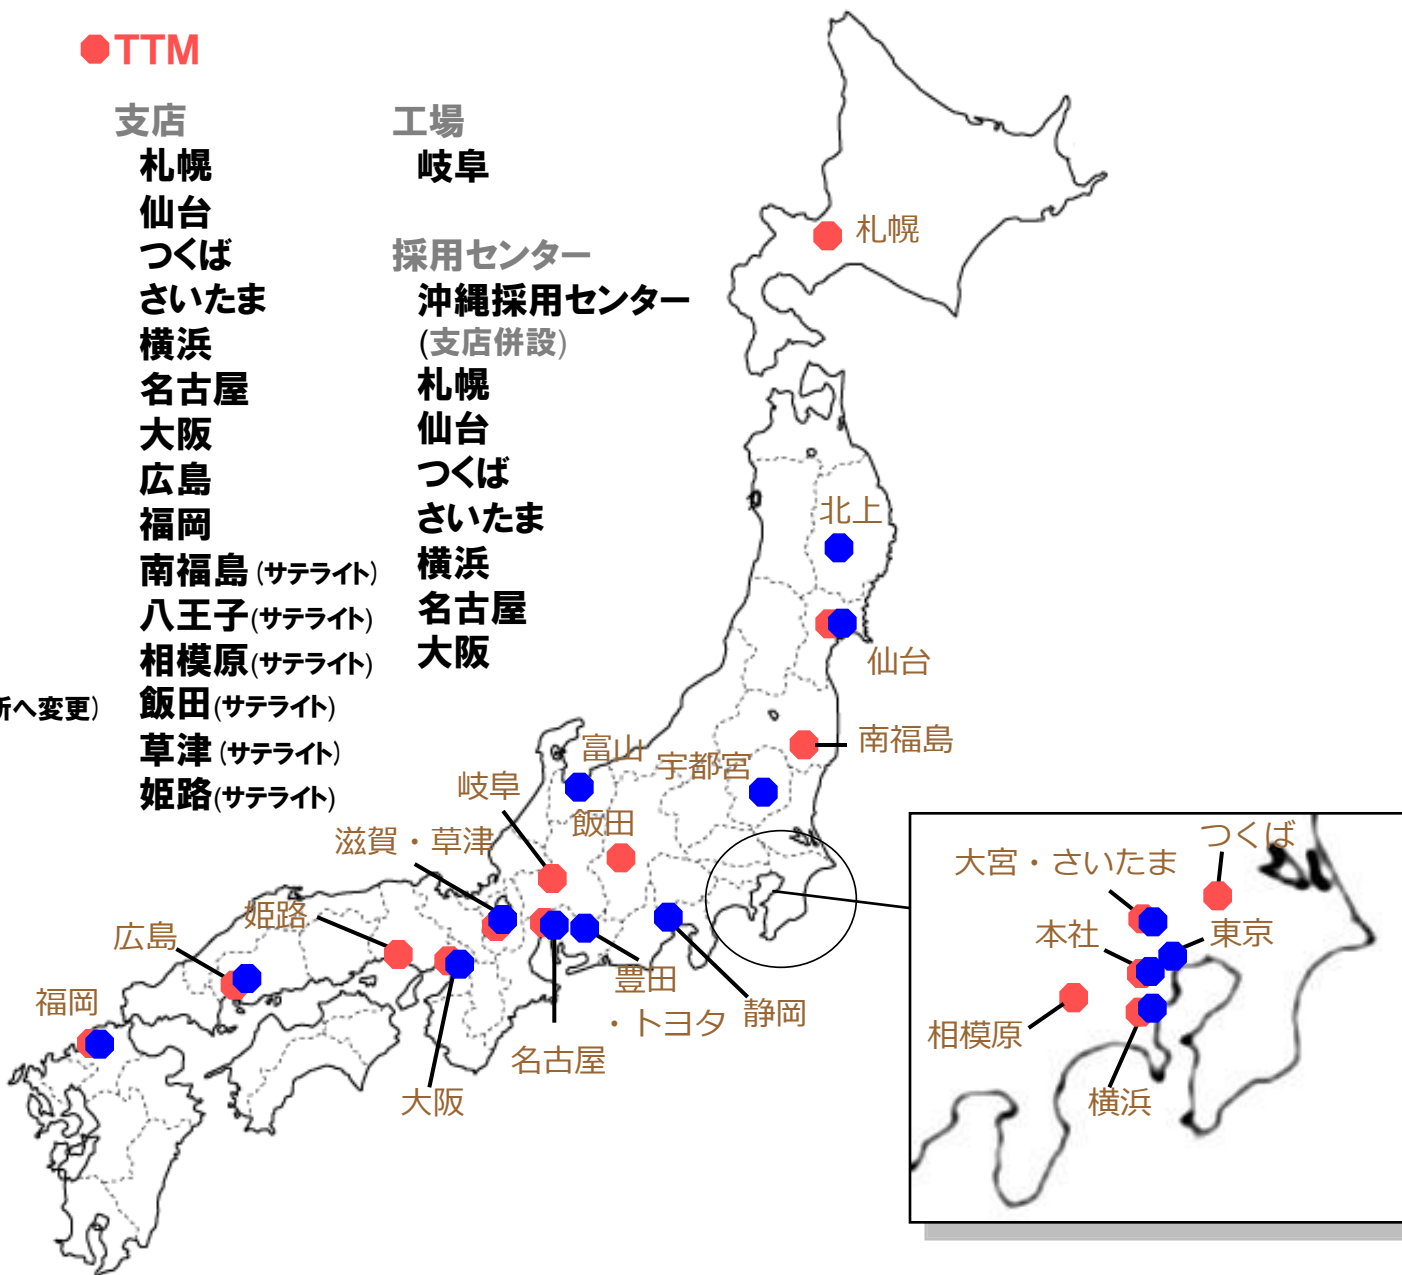 TTM
支店
札幌
仙台
つくば
さいたま
横浜
名古屋
大阪
広島
福岡
南福島 (サテライト)
八王子(サテライト)
相模原(サテライト)
所へ変更)
飯田(サテライト)
草津 (サテライト)
姫路(サテライト)
工場
岐阜
採用センター
沖縄採用センター
(支店併設)
札幌
仙台
つくば
さいたま
横浜
名古屋
大阪
札幌
北上
仙台
南福島
富山
宇都宮
岐阜
飯田
滋賀・草津
姫路
広島
福岡
豊田
・トヨタ
静岡
名古屋
大阪
つくば
大宮・さいたま
本社
東京
相模原
横浜